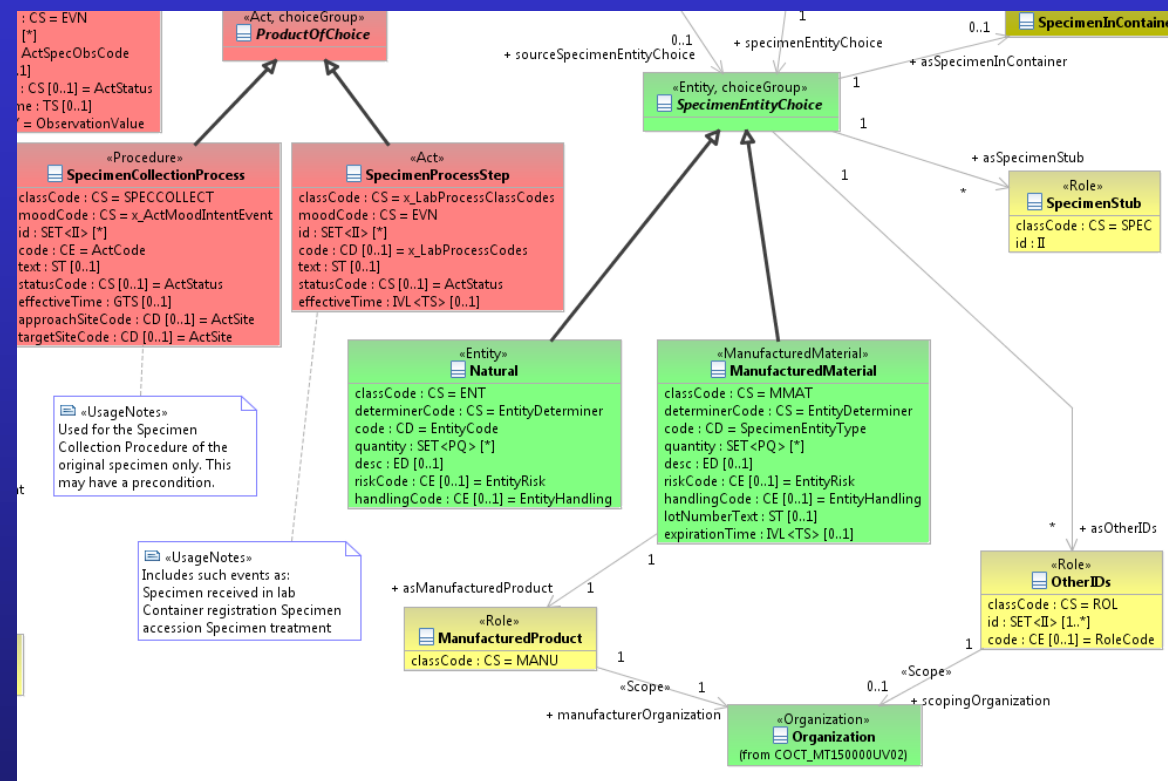 : CS = EVN
[*]
ActSpecObsCode
.1]
: CS [0..1] = ActStatus
me : TS [0..1]
= ObservationValue
«Act, choiceGroup»
ProductOfChoice
0..1
+ sourceSpecimenEntityChoice
1
+ specimenEntityChoice
0..1
+ asSpecimenInContainer
SpecimenInContaine
«Entity, choiceGroup»
SpecimenEntityChoice
1
1
1
+ asSpecimenStub
*
«Role»
SpecimenStub
classCode : CS = SPEC
id : II
«Procedure»
SpecimenCollectionProcess
classCode : CS = SPECCOLLECT
moodCode : CS = x_ActMoodIntentEvent
id : SET<II> [*]
code : CE = ActCode
text : ST [0..1]
statusCode : CS [0..1] = ActStatus
effectiveTime : GTS [0..1]
approachSiteCode : CD [0..1] = ActSite
targetSiteCode : CD [0..1] = ActSite
«Act»
SpecimenProcessStep
classCode : CS = x_LabProcessClassCodes
moodCode : CS = EVN
id : SET<II> [*]
code : CD [0..1] = x_LabProcessCodes
text : ST [0..1]
statusCode : CS [0..1] = ActStatus
effectiveTime : IVL<TS> [0..1]
«Entity»
Natural
classCode : CS = ENT
determinerCode : CS = EntityDeterminer
code : CD = EntityCode
quantity : SET<PQ> [*]
desc : ED [0..1]
riskCode : CE [0..1] = EntityRisk
handlingCode : CE [0..1] = EntityHandling
«ManufacturedMaterial»
ManufacturedMaterial
classCode : CS = MMAT
determinerCode : CS = EntityDeterminer
code : CD = SpecimenEntityType
quantity : SET<PQ> [*]
desc : ED [0..1]
riskCode : CE [0..1] = EntityRisk
handlingCode : CE [0..1] = EntityHandling
lotNumberText : ST [0..1]
expirationTime : IVL<TS> [0..1]
«UsageNotes»
Used for the Specimen
Collection Procedure of the
original specimen only. This
may have a precondition.
«UsageNotes»
Includes such events as:
Specimen received in lab
Container registration Specimen
accession Specimen treatment
1
+ asManufacturedProduct
1
«Role»
ManufacturedProduct
classCode : CS = MANU
*
+ asOtherIDs
«Role»
OtherIDs
classCode : CS = ROL
id : SET<II> [1..*]
code : CE [0..1] = RoleCode
1
«Scope»
1
+ manufacturerOrganization
1
«Scope»
0..1
+ scopingOrganization
«Organization»
Organization
(from COCT_MT150000UV02)